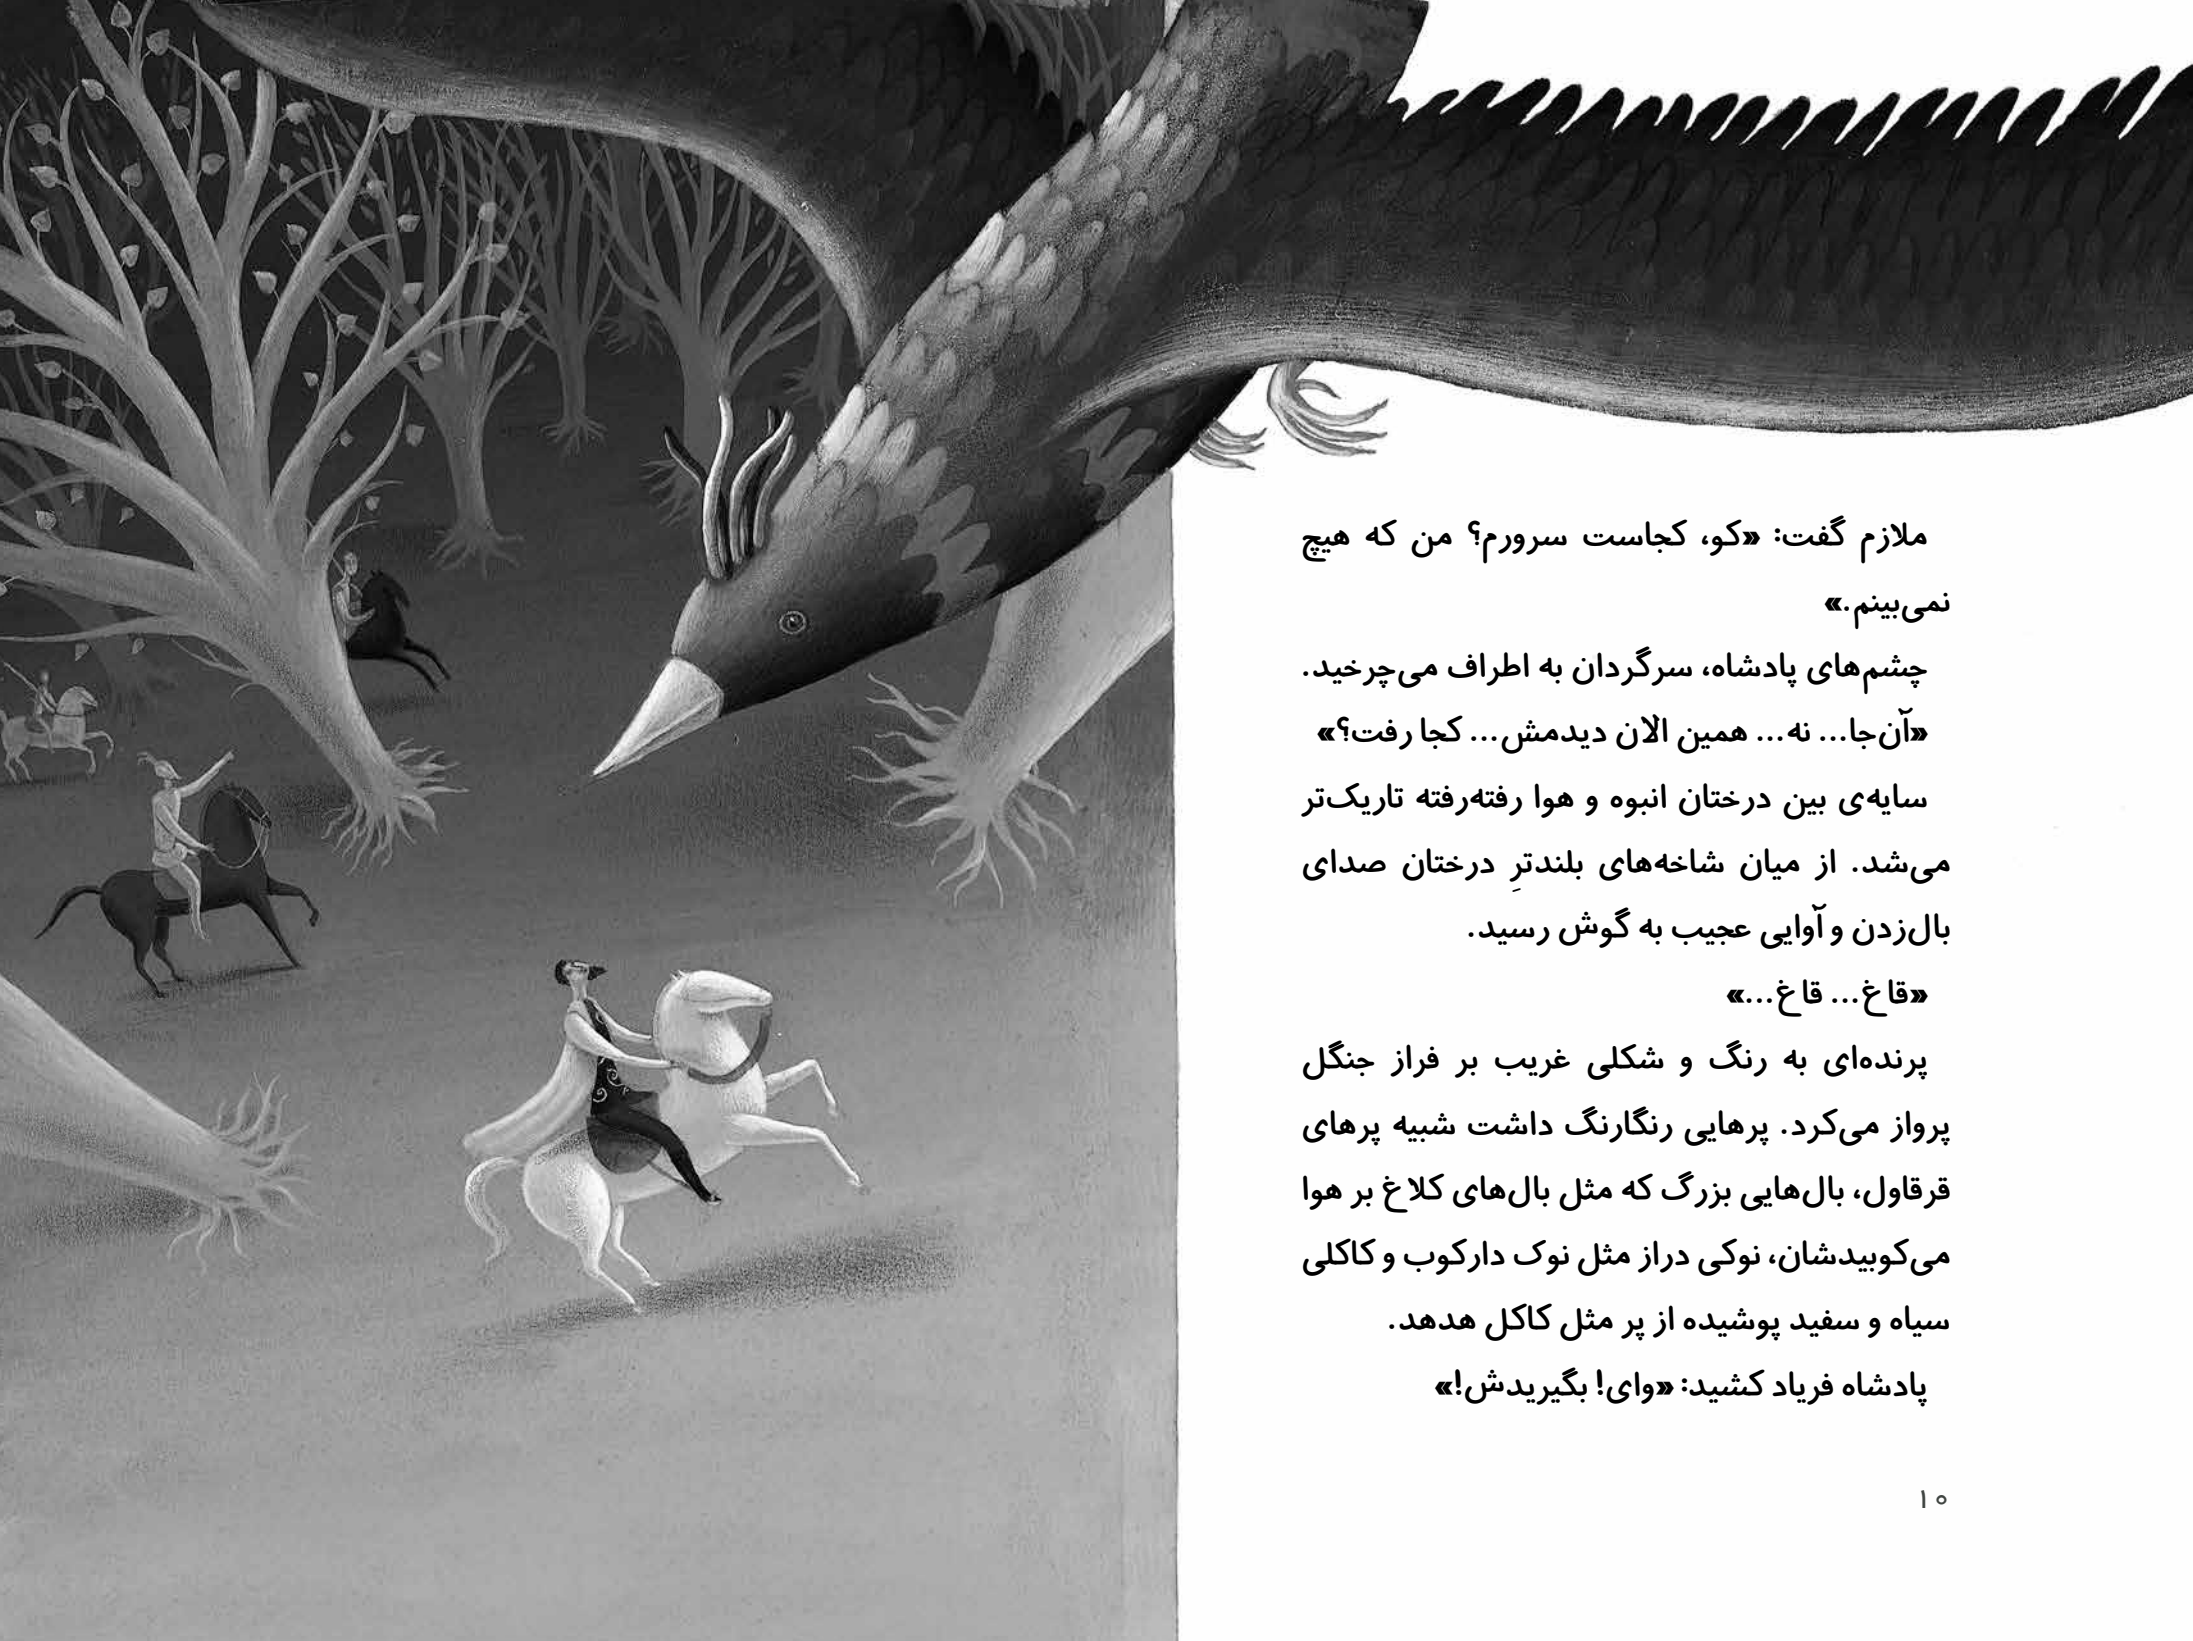 ملازم گفت: «کو، کجاست سرورم؟ من که هیچ
نمی‌بینم.»
چشم‌های پادشاه، سرگردان به اطراف می‌چرخید.
«آن‌جا... نه... همین الان دیدمش... کجا رفت؟»
سایه‌ی بین درختان انبوه و هوا رفته‌رفته تاریک‌تر
می‌شد. از میان شاخه‌های بلندترِ درختان صدای
بال‌زدن و آوایی عجیب به گوش رسید.
«قاغ... قاغ...»
پرنده‌ای به رنگ و شکلی غریب بر فراز جنگل
پرواز می‌کرد. پرهایی رنگارنگ داشت شبیه پرهای
قرقاول، بال‌هایی بزرگ که مثل بال‌های کلاغ بر هوا
می‌کوبیدشان، نوکی دراز مثل نوک دارکوب و کاکلی
سیاه و سفید پوشیده از پر مثل کاکل هدهد.
پادشاه فریاد کشید: «وای! بگیریدش!»
۱۰